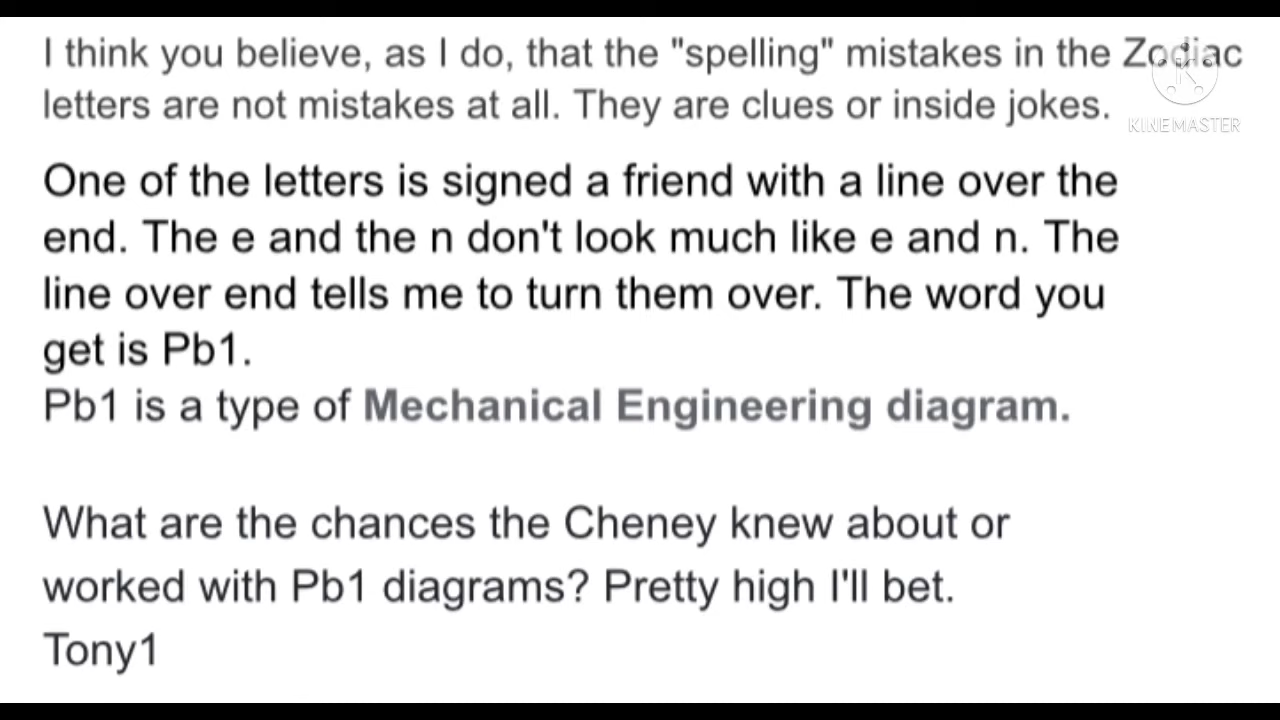 I think you believe, as I do, that the "spelling" mistakes in the Zodiac
letters are not mistakes at all. They are clues or inside jokes.
KINEMASTER
One of the letters is signed a friend with a line over the
end. The e and the n don't look much like e and n. The
line over end tells me to turn them over. The word you
get is Pb1.
Pb1 is a type of Mechanical Engineering diagram.
What are the chances the Cheney knew about or
worked with Pb1 diagrams? Pretty high I'll bet.
Tony1